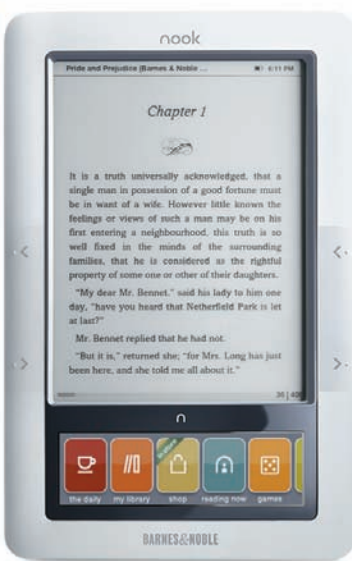 nook
Pride and Prejudice (Barnes & Noble ...
6:11 PM
Chapter 1
It is a truth universally acknowledged, that a
single man in possession of a good fortune must
be in want of a wife. However little known the
feelings or views of such a man may be on his
first entering a neighbourhood, this truth is so
well fixed in the minds of the surrounding
families, that he is considered as the rightful
property of some one or other of their daughters.
"My dear Mr. Bennet," said his lady to him one
day, "have you heard that Netherfield Park is let
at last?"
Mr. Bennet replied that he had not.
"But it is," returned she; "for Mrs. Long has just
been here, and she told me all about it."
n
the daily
my library
shop
reading now
games
BARNES&NOBLE